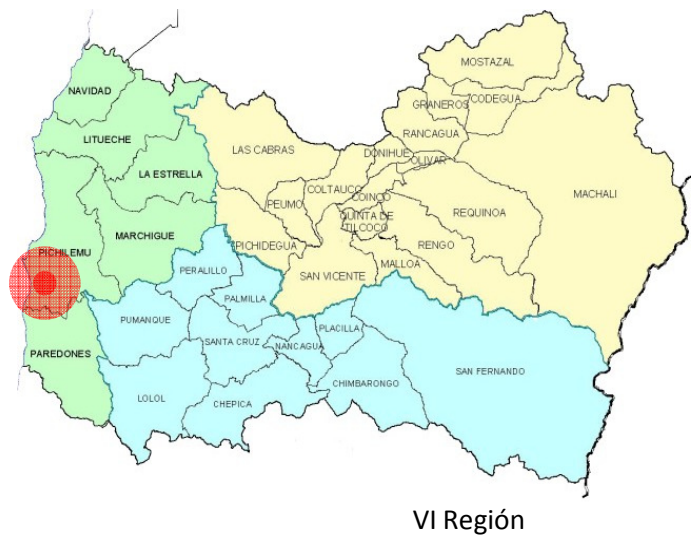 MOSTAZAL
NAVIDAD
CODEGUA
GRANEROS
LITUECHE
RANCAGUA
LAS CABRAS
DONIHUE
OLIVAR
LA ESTRELLA
COLTAUCO
MACHALI
COINCO
PEUMO
REQUINOA
QUINTA DE
TILCOCO
MARCHIGUE
PICHIDEGUA
RENGO
PICHILEMU
MALLOA
PERALILLO
SAN VICENTE
PALMILLA
PUMANQUE
PLACILLA
SANTA CRUZ
NANCAGUA
PAREDONES
SAN FERNANDO
CHIMBARONGO
LOLOL
CHEPICA
VI Región